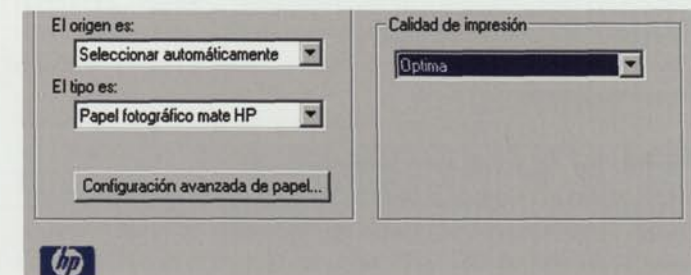 El origen es:
Seleccionar automáticamente
El tipo es:
Papel fotográfico mate HP
Configuración avanzada de papel...
Calidad de impresión
Optima
hp